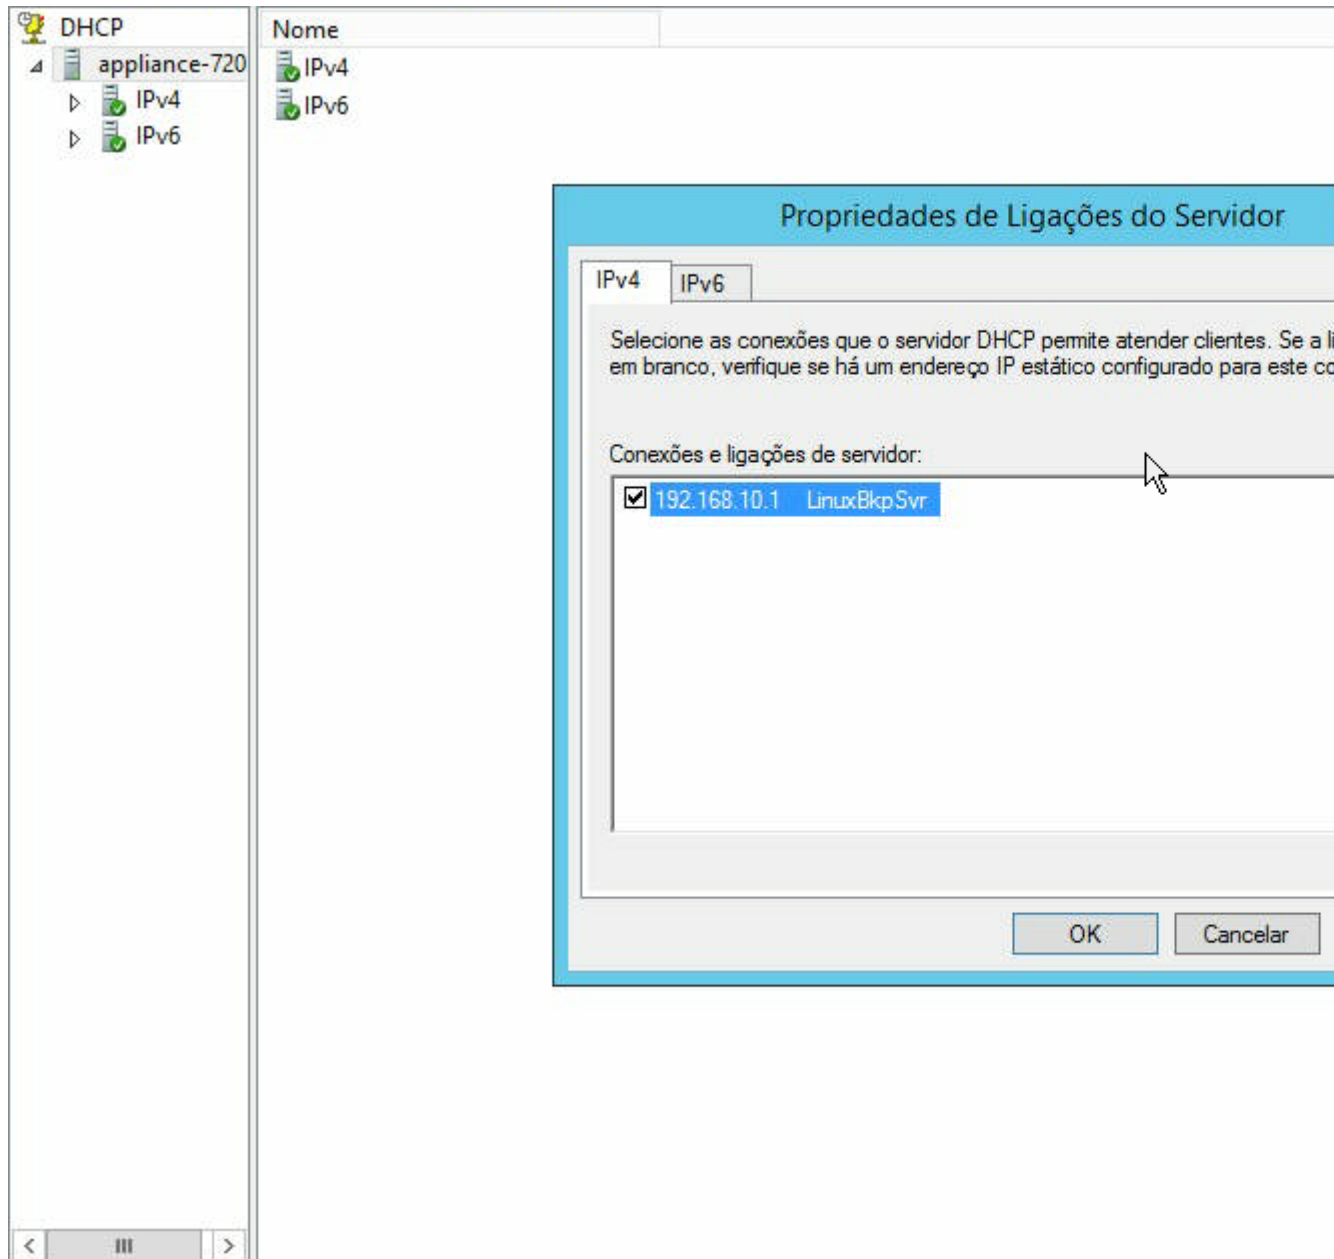 DHCP
appliance-720
IPv4
IPv6
Nome
IPv4
IPv6
Propriedades de Ligações do Servidor
IPv4 IPv6
Selecione as conexões que o servidor DHCP permite atender clientes. Se a
em branco, verifique se há um endereço IP estático configurado para este
Conexões e ligações de servidor:
192.168.10.1 LinuxBkpSvr
OK Cancelar